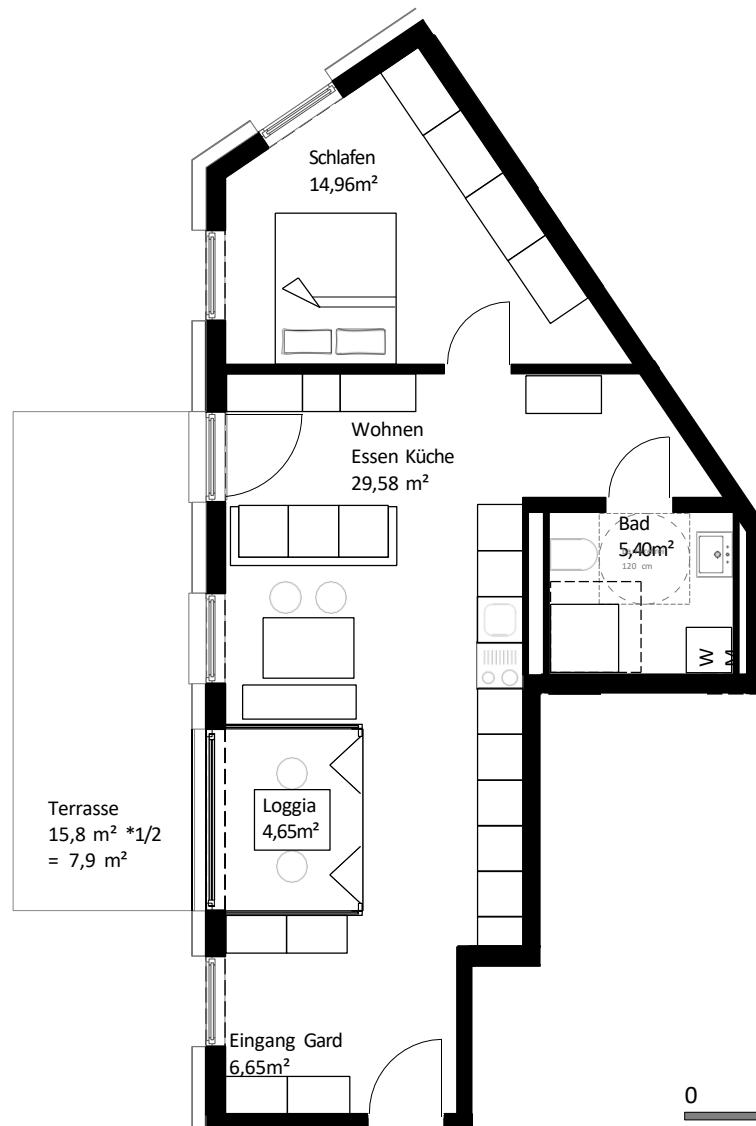 Schlafen
14,96m²
Wohnen
Essen Küche
29,58 m²
Bad
5,40m²
120 cm
W
M
Terrasse
15,8 m² *1/2
= 7,9 m²
Loggia
4,65m²
Eingang Gard
6,65m²
0